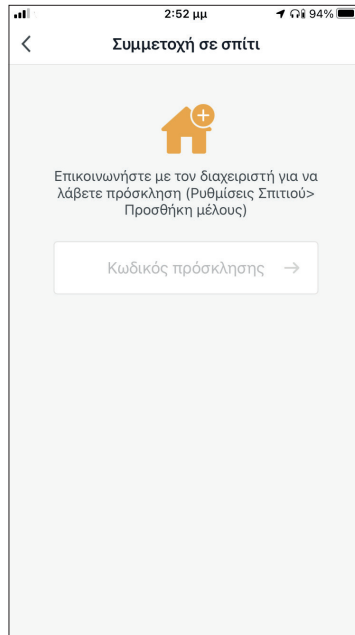 2:52 μμ
94%
Συμμετοχή σε σπίτι
Επικοινωνήστε με τον διαχειριστή για να
λάβετε πρόσκληση (Ρυθμίσεις Σπιτιού>
Προσθήκη μέλους)
Κωδικός πρόσκλησης